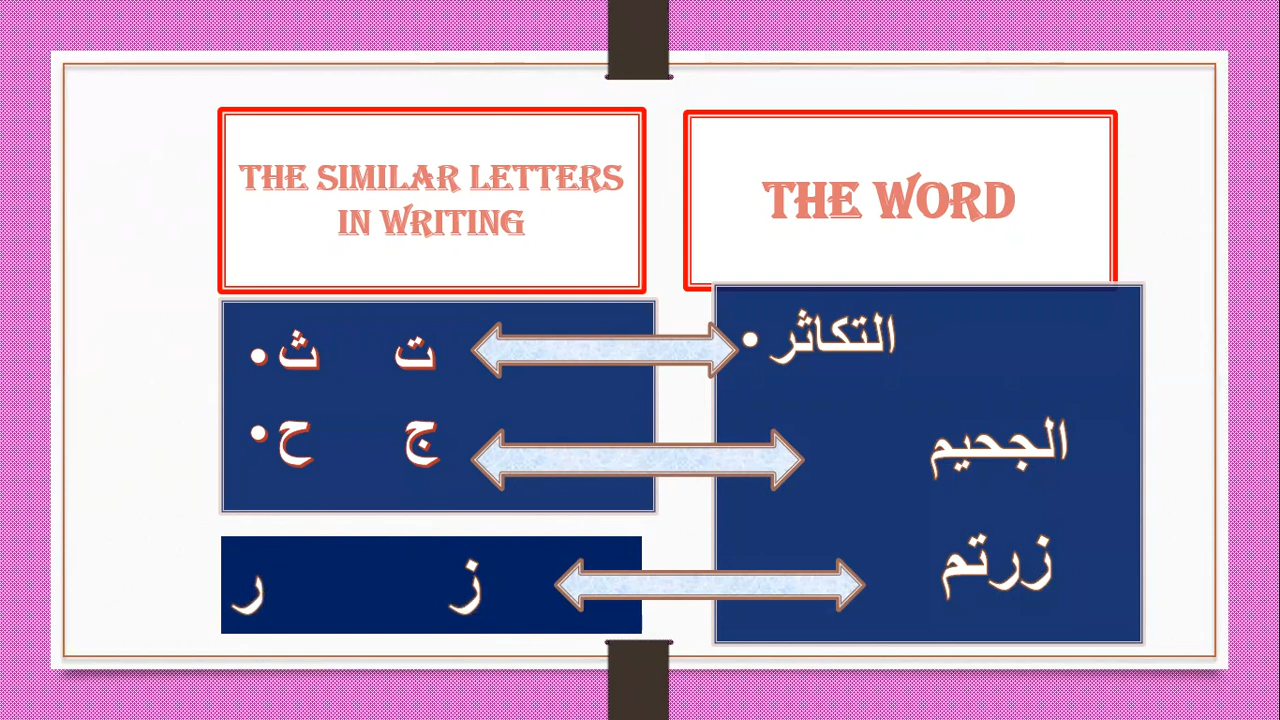 THE SIMILAR LETTERS
IN WRITING
THE WORD
ت ث •
• التكاثر
ج ح •
الجحيم
ز ر
زرتم